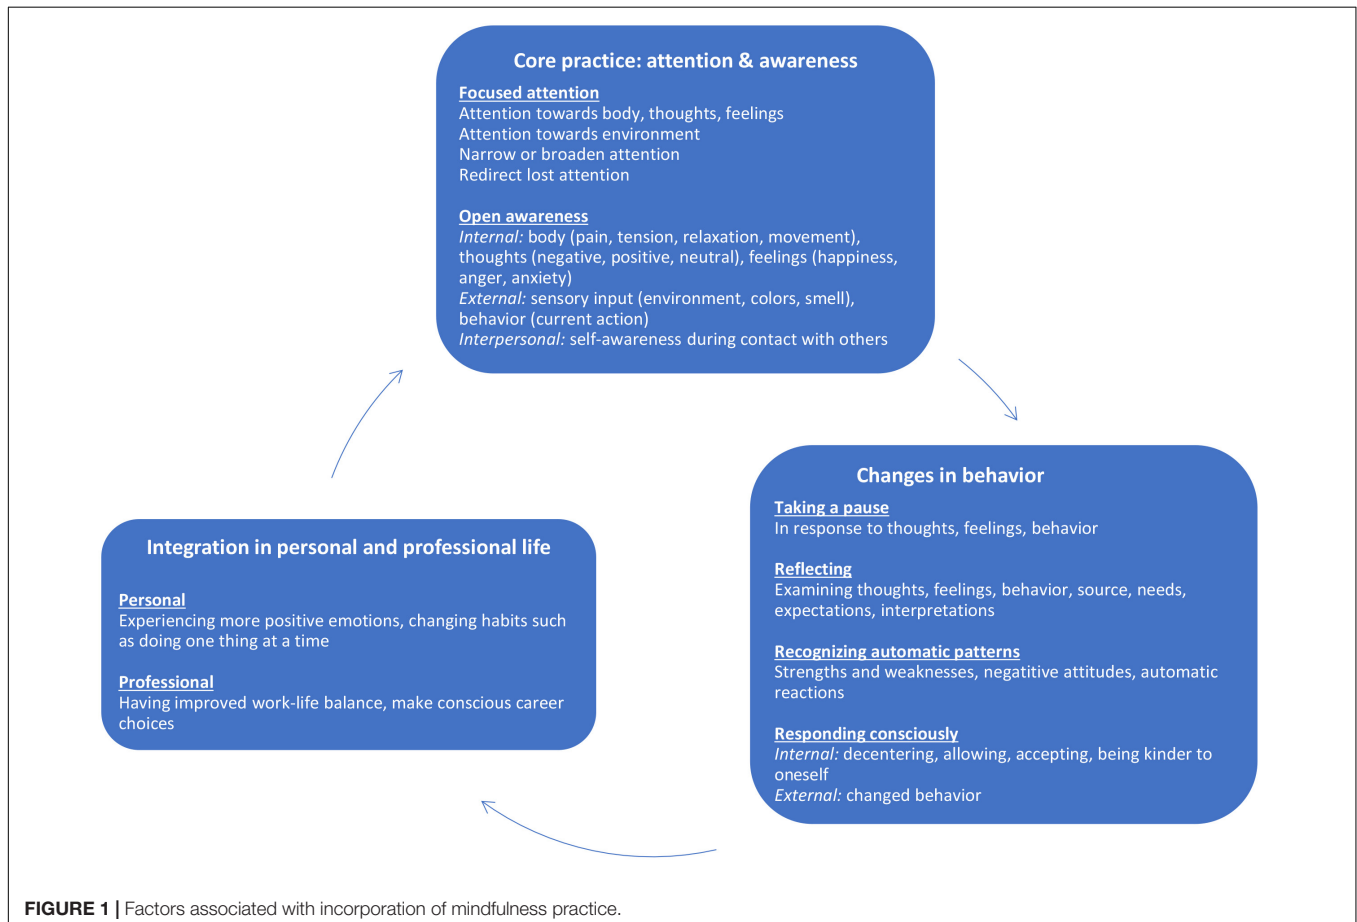 Core practice: attention & awareness
Focused attention
Attention towards body, thoughts, feelings
Attention towards environment
Narrow or broaden attention
Redirect lost attention
Open awareness
Internal: body (pain, tension, relaxation, movement),
thoughts (negative, positive, neutral), feelings (happiness,
anger, anxiety)
External: sensory input (environment, colors, smell),
behavior (current action)
Interpersonal: self-awareness during contact with others
Changes in behavior
Taking a pause
In response to thoughts, feelings, behavior
Reflecting
Examining thoughts, feelings, behavior, source, needs,
expectations, interpretations
Recognizing automatic patterns
Strengths and weaknesses, negatitive attitudes, automatic
reactions
Responding consciously
Internal: decentering, allowing, accepting, being kinder to
oneself
External: changed behavior
Integration in personal and professional life
Personal
Experiencing more positive emotions, changing habits such
as doing one thing at a time
Professional
Having improved work-life balance, make conscious career
choices
FIGURE 1 | Factors associated with incorporation of mindfulness practice.